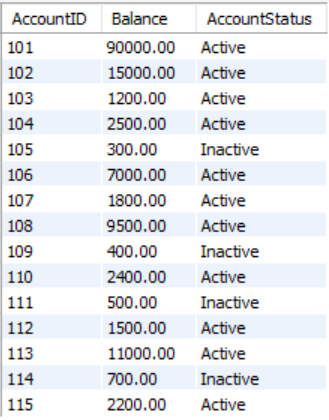 AccountID Balance AccountStatus
101 90000.00 Active
102 15000.00 Active
103 1200.00 Active
104 2500.00 Active
105 300.00 Inactive
106 7000.00 Active
107 1800.00 Active
108 9500.00 Active
109 400.00 Inactive
110 2400.00 Active
111 500.00 Inactive
112 1500.00 Active
113 11000.00 Active
114 700.00 Inactive
115 2200.00 Active